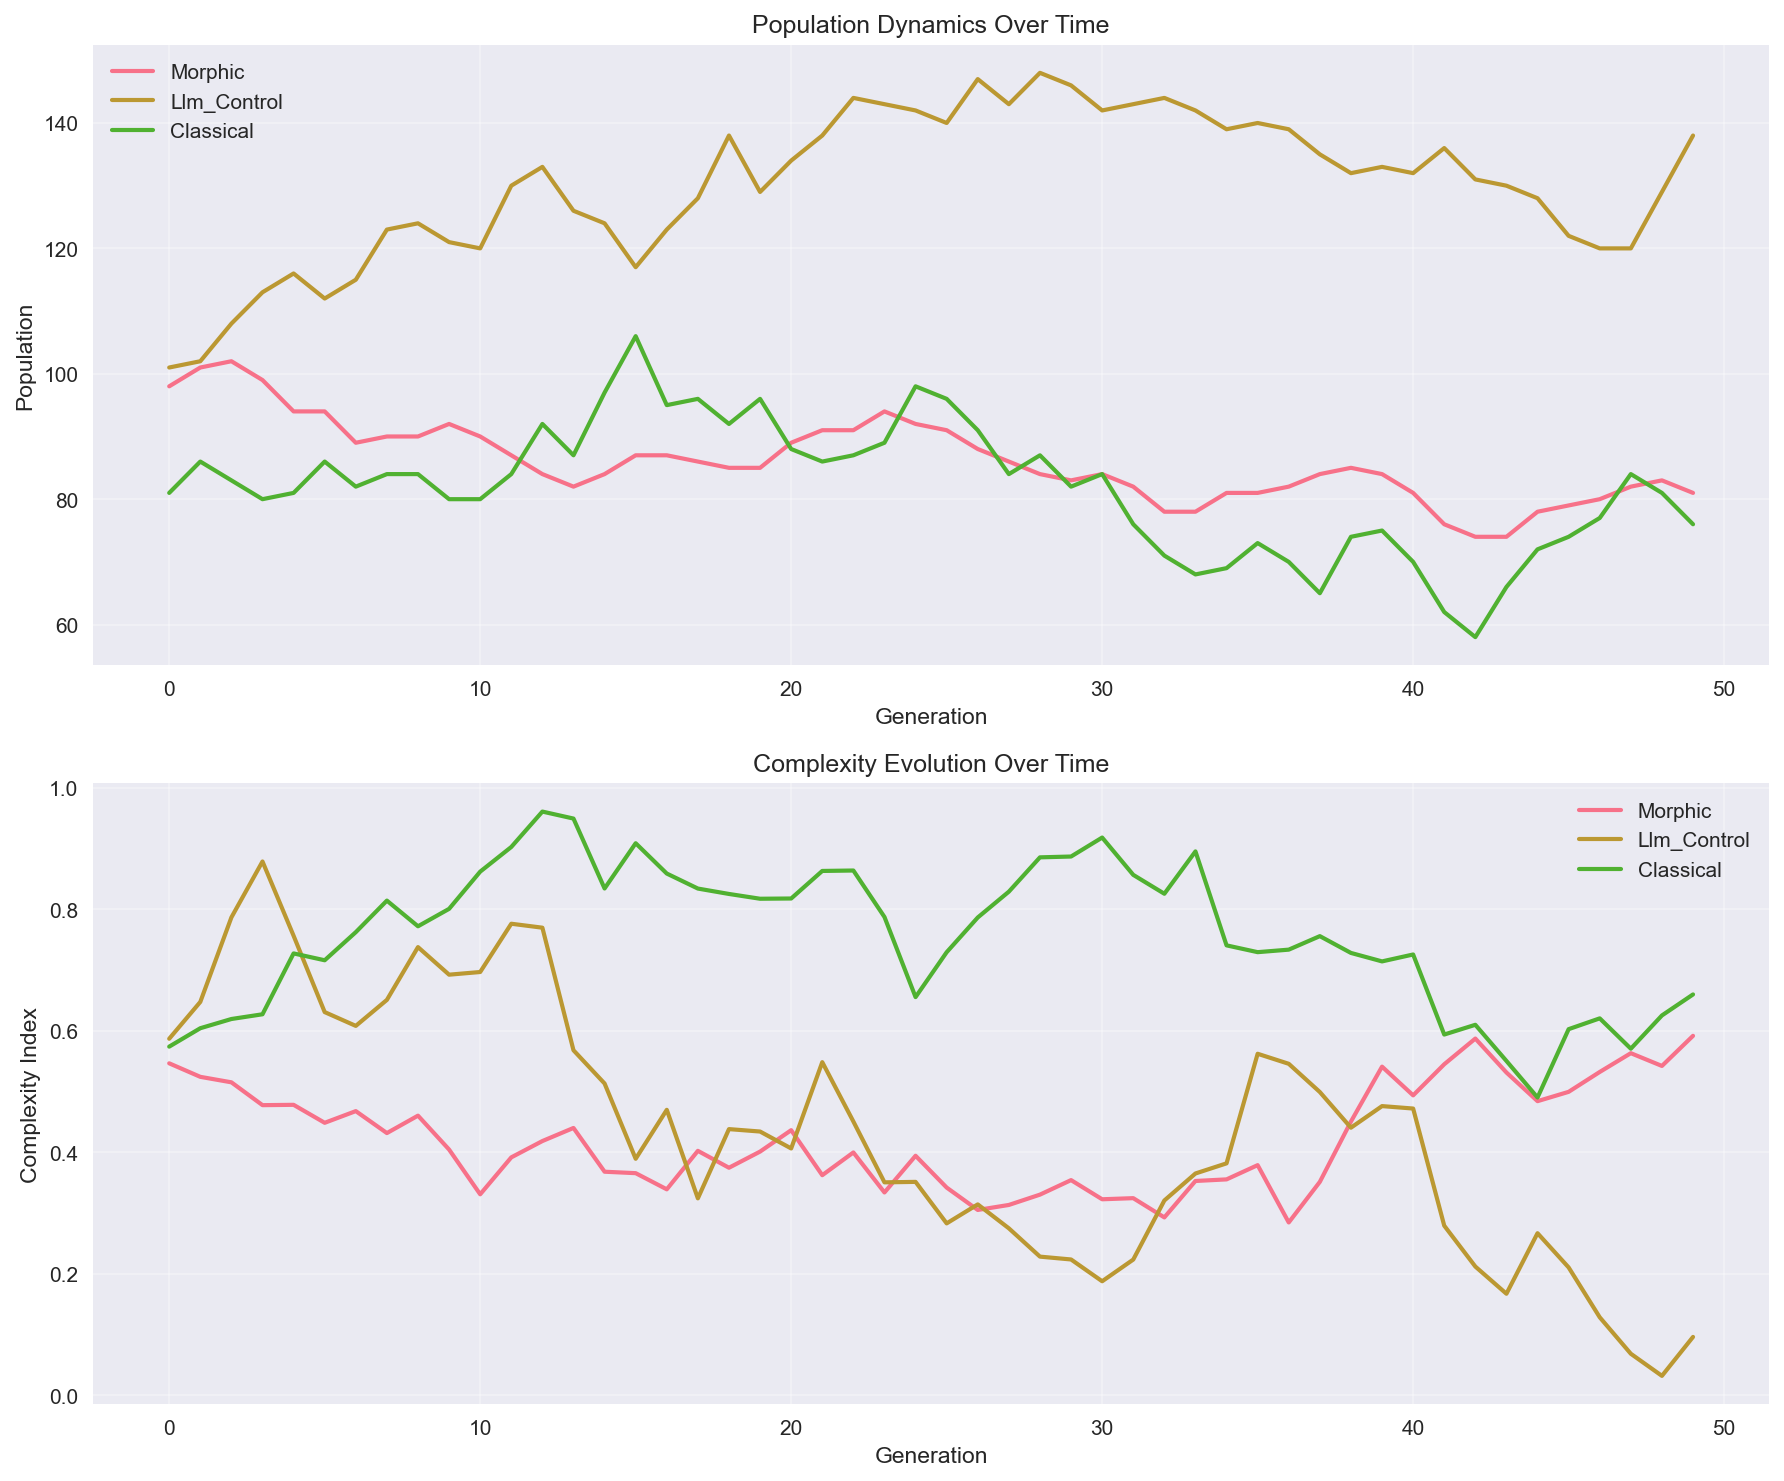 Population Dynamics Over Time
Morphic
Llm_Control
Classical
140
120
100
80
60
Population
0 10 20 30 40 50
Generation
Complexity Evolution Over Time
Morphic
Llm_Control
Classical
1.0
0.8
0.6
0.4
0.2
0.0
Complexity Index
0 10 20 30 40 50
Generation